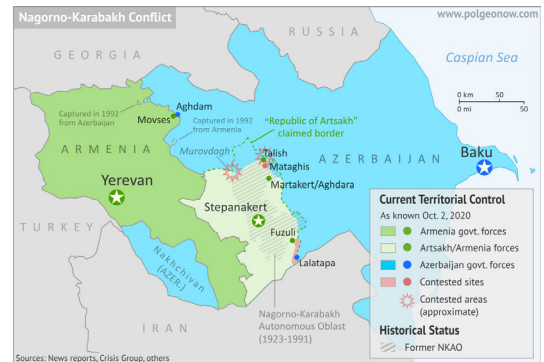 Nagorno-Karabakh Conflict
www.polgeonow.com
RUSSIA
GEORGIA
Caspian Sea
Captured in 1992
from Azerbaijan
Aghdam
Movses
Captured in 1992
from Armenia
"Republic of Artsakh"
claimed border
0 km 50
0 mi 50
ARMENIA
Murovdagh
Talish
Mataghis
AZERBAIJAN
Baku
Martakert/Aghdara
Yerevan
Stepanakert
TURKEY
Fuzuli
Nakhchivan
(AZER.)
Lalatapa
Nagorno-Karabakh
Autonomous Oblast
(1923-1991)
IRAN
Current Territorial Control
As known Oct. 2, 2020
Armenia govt. forces
Artsakh/Armenia forces
Azerbaijan govt. forces
Contested sites
Contested areas
(approximate)
Historical Status
Former NKAO
Sources: News reports, Crisis Group, others